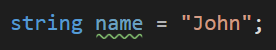 string name = "John";